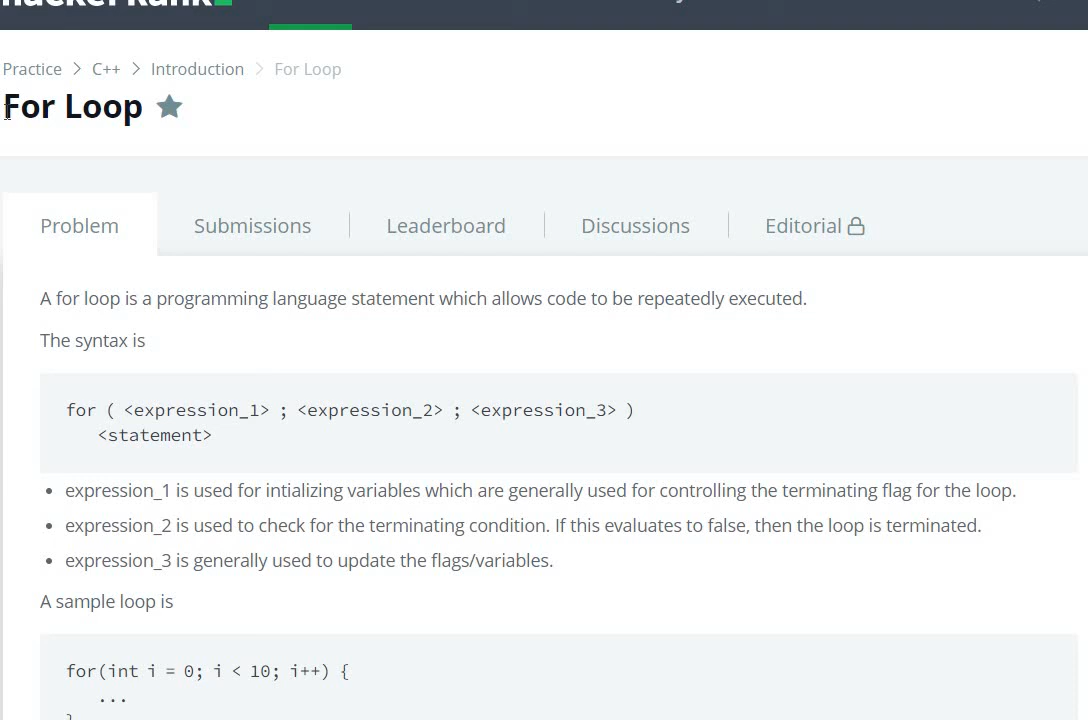 Practice > C++ > Introduction > For Loop
For Loop
Problem
Submissions
Leaderboard
Discussions
Editorial
A for loop is a programming language statement which allows code to be repeatedly executed.
The syntax is
for ( <expression_1> ; <expression_2> ; <expression_3> )
<statement>
• expression_1 is used for intializing variables which are generally used for controlling the terminating flag for the loop.
• expression_2 is used to check for the terminating condition. If this evaluates to false, then the loop is terminated.
• expression_3 is generally used to update the flags/variables.
A sample loop is
for(int i = 0; i < 10; i++) {
...
}